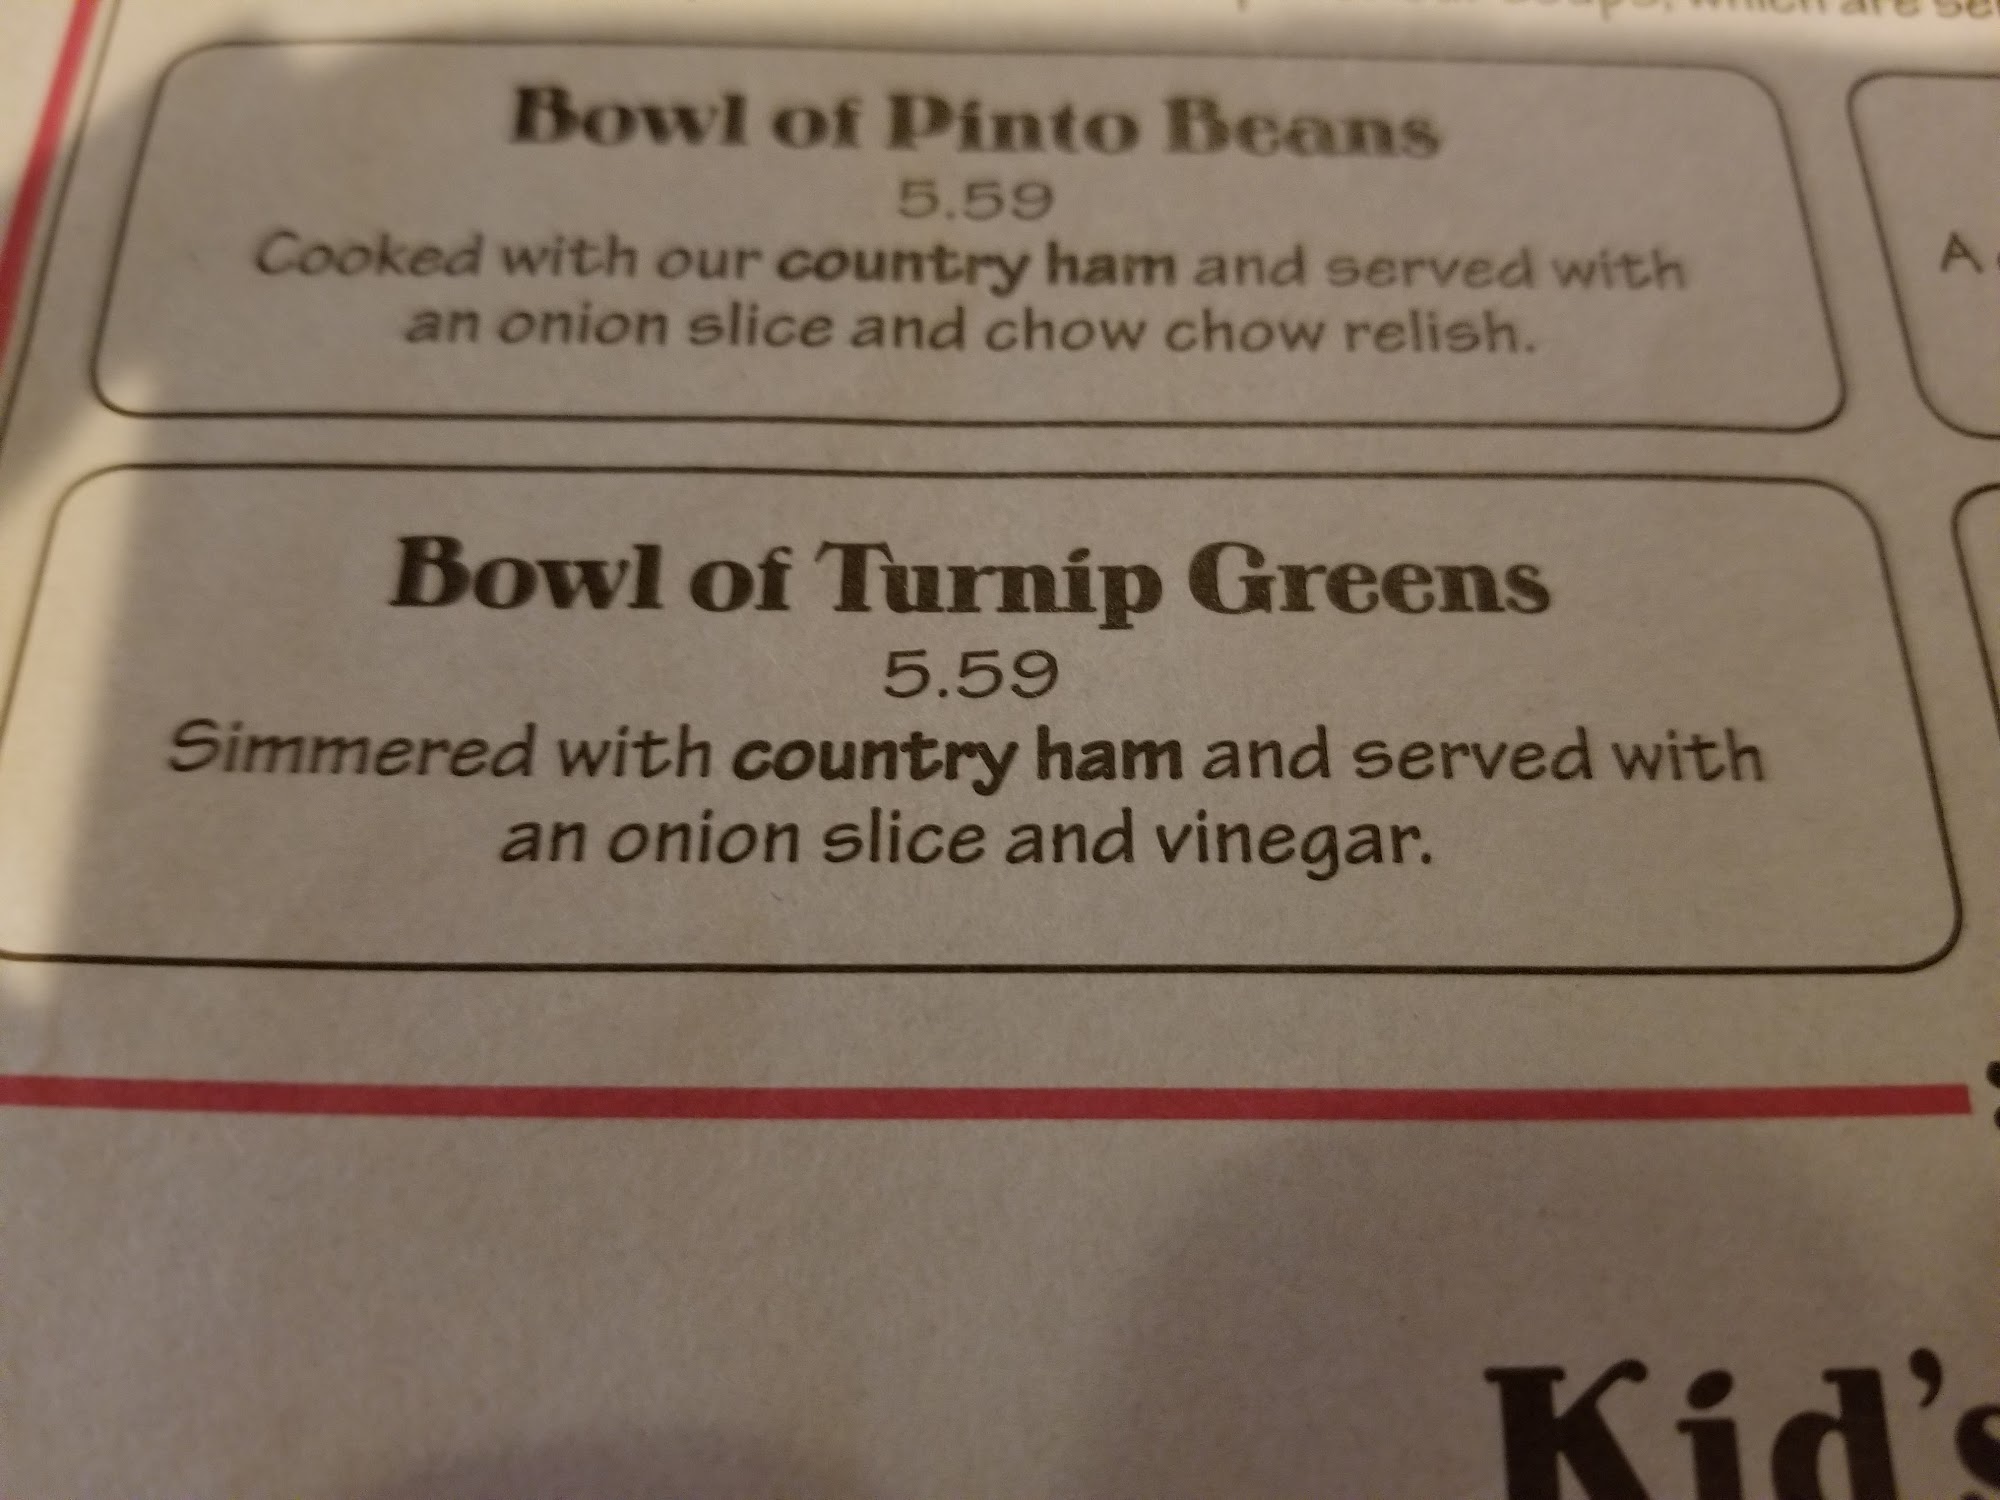 which are
Bowl of Pinto Beans
5.59
Cooked with our country ham and served with
an onion slice and chow chow relish.
A
Bowl of Turnip Greens
5.59
Simmered with country ham and served with
an onion slice and vinegar.
Kid's